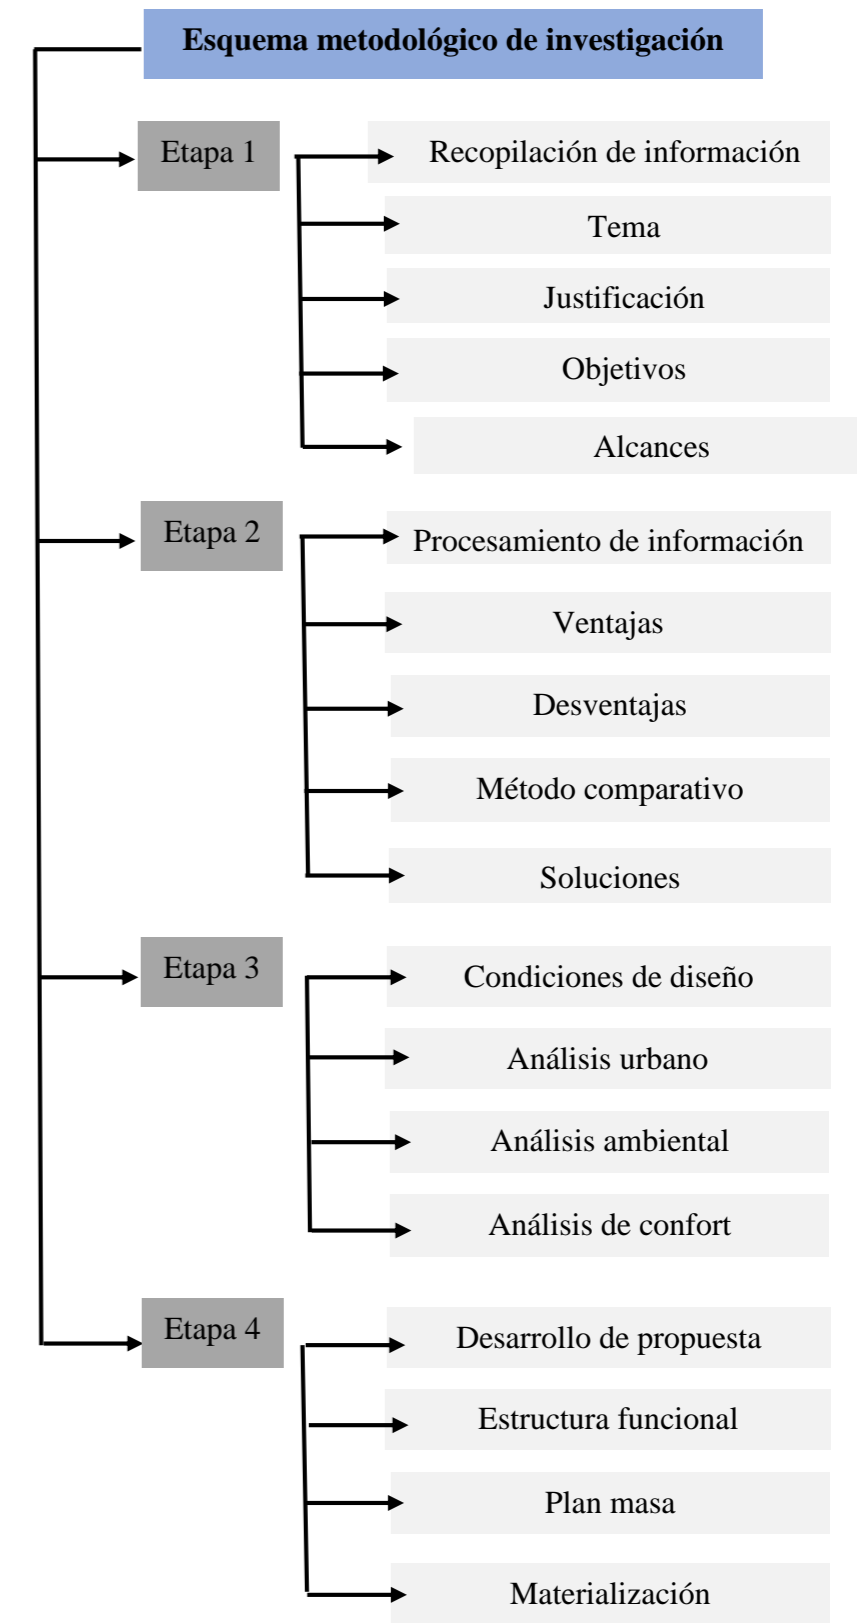 Esquema metodológico de investigación
Etapa 1
Recopilación de información
Tema
Justificación
Objetivos
Alcances
Etapa 2
Procesamiento de información
Ventajas
Desventajas
Método comparativo
Soluciones
Etapa 3
Condiciones de diseño
Análisis urbano
Análisis ambiental
Análisis de confort
Etapa 4
Desarrollo de propuesta
Estructura funcional
Plan masa
Materialización